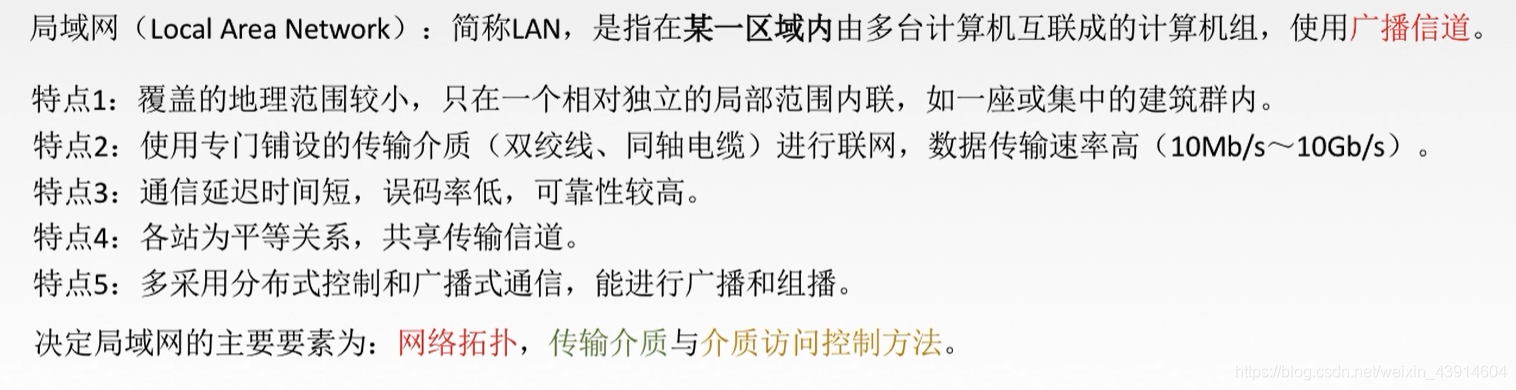 局域网（Local Area Network）：简称LAN，是指在某一区域内由多台计算机互联成的计算机组，使用广播信道。
特点1：覆盖的地理范围较小，只在一个相对独立的局部范围内联，如一座或集中的建筑群内。
特点2：使用专门铺设的传输介质（双绞线、同轴电缆）进行联网，数据传输速率高（10Mb/s～10Gb/s）。
特点3：通信延迟时间短，误码率低，可靠性较高。
特点4：各站为平等关系，共享传输信道。
特点5：多采用分布式控制和广播式通信，能进行广播和组播。
决定局域网的主要要素为：网络拓扑，传输介质与介质访问控制方法。
https://blog.csdn.net/weixin_43914604